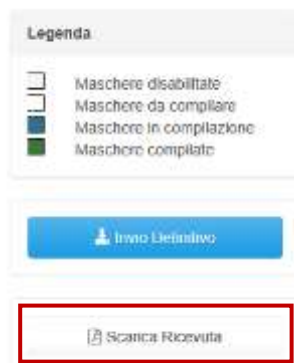 Legenda
Maschere disabilitate
Maschere da compilare
Maschere in compilazione
Maschere compilate
Invio Definitivo
Scarica Ricevuta